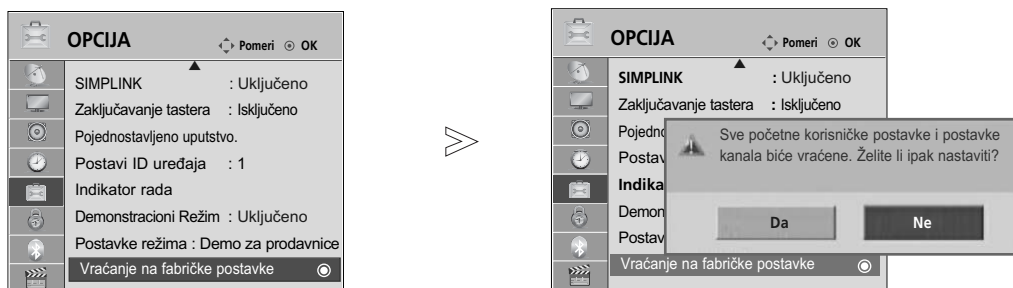 OPCIJA
Pomeri OK
SIMPLINK : Uključeno
Zaključavanje tastera : Isključeno
Pojednostavljeno uputstvo.
Postavi ID uređaja : 1
Indikator rada
Demonstracioni Režim : Uključeno
Postavke režima : Demo za prodavnice
Vraćanje na fabričke postavke
OPCIJA
Pomeri OK
SIMPLINK : Uključeno
Zaključavanje tastera : Isključeno
Pojedno
Postav
Indika
Demon
Postav
Vraćanje na fabričke postavke
Sve početne korisničke postavke i postavke
kanala biće vraćene. Želite li ipak nastaviti?
Da Ne